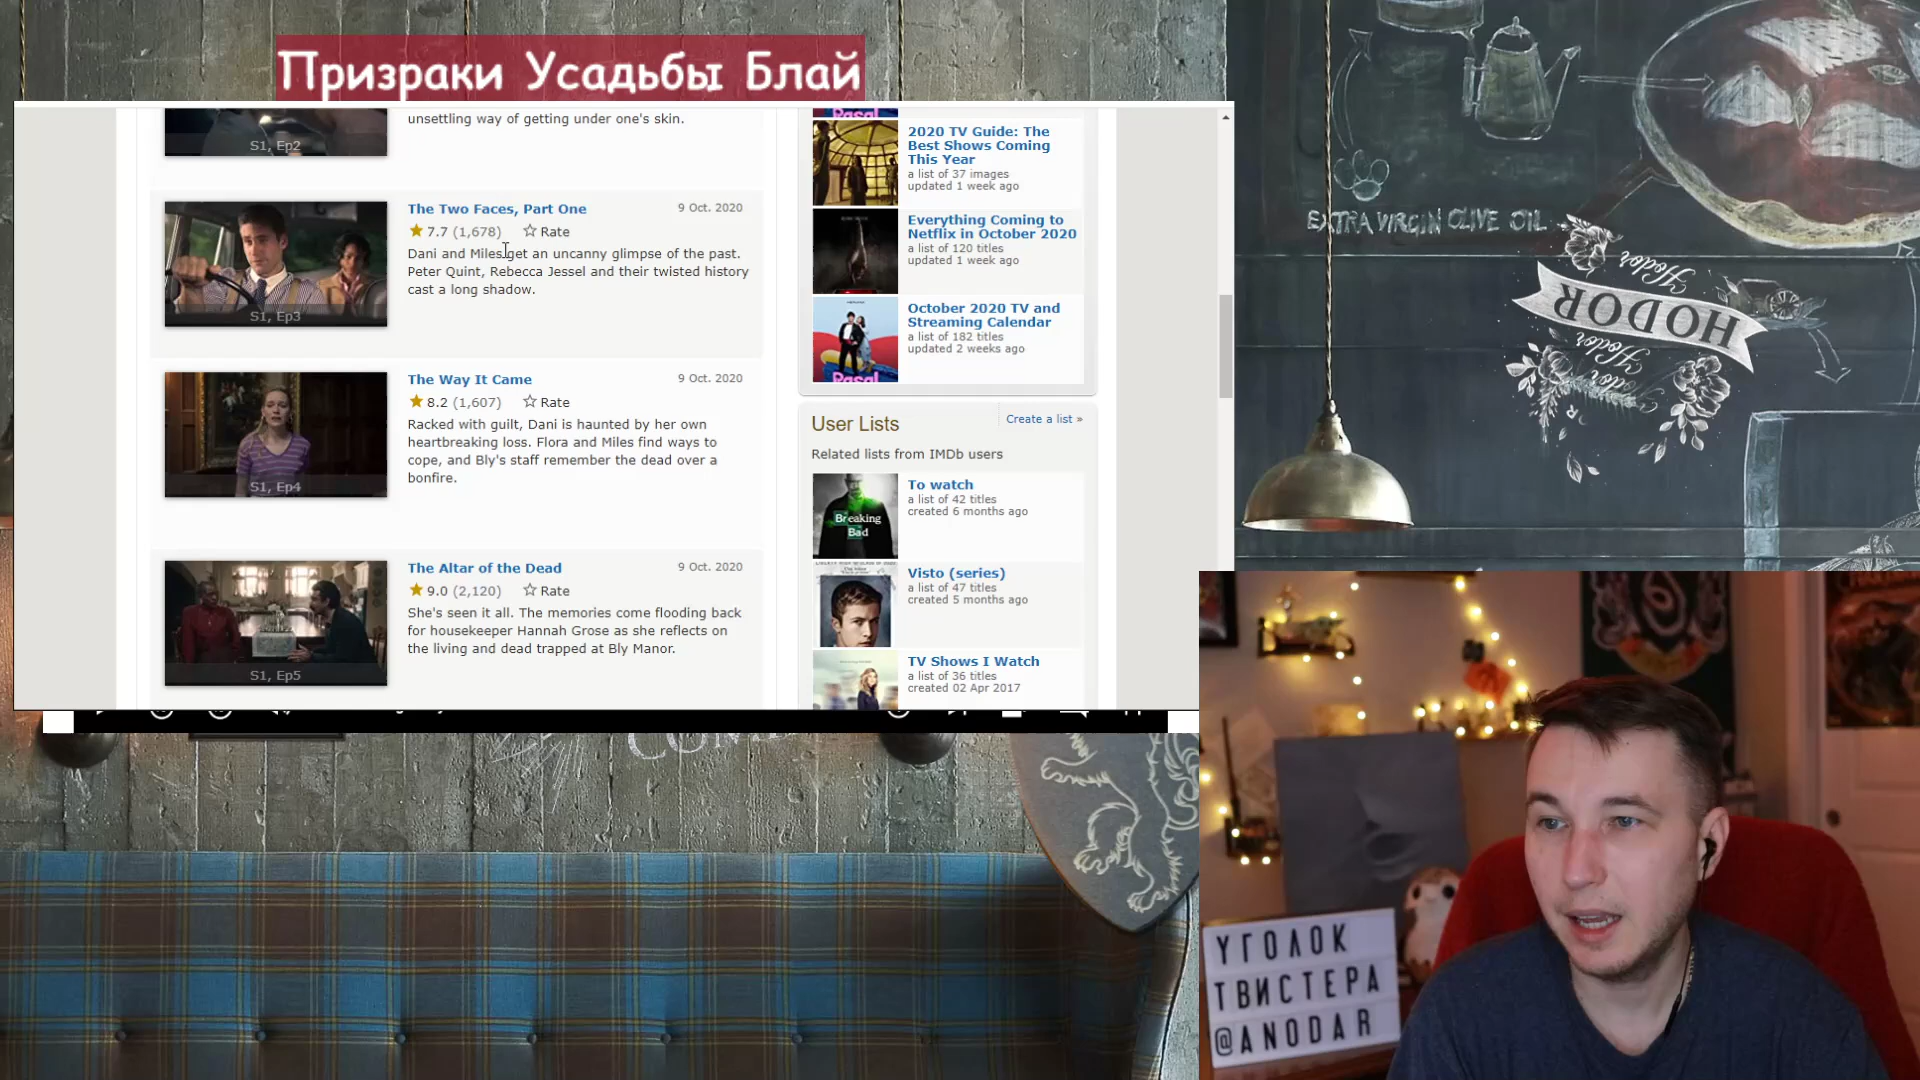 Призраки Усадьбы Блай
unsettling way of getting under one's skin.
S1, Ep2
The Two Faces, Part One
9 Oct. 2020
7.7 (1,678) Rate
Dani and Miles get an uncanny glimpse of the past.
Peter Quint, Rebecca Jessel and their twisted history
cast a long shadow.
S1, Ep3
The Way It Came
9 Oct. 2020
8.2 (1,607) Rate
Racked with guilt, Dani is haunted by her own
heartbreaking loss. Flora and Miles find ways to
cope, and Bly's staff remember the dead over a
bonfire.
S1, Ep4
The Altar of the Dead
9 Oct. 2020
9.0 (2,120) Rate
She's seen it all. The memories come flooding back
for housekeeper Hannah Grose as she reflects on
the living and dead trapped at Bly Manor.
S1, Ep5
2020 TV Guide: The
Best Shows Coming
This Year
a list of 37 images
updated 1 week ago
Everything Coming to
Netflix in October 2020
a list of 120 titles
updated 1 week ago
October 2020 TV and
Streaming Calendar
a list of 182 titles
updated 2 weeks ago
User Lists
Create a list »
Related lists from IMDb users
Breaking
Bad
To watch
a list of 42 titles
created 6 months ago
Visto (series)
a list of 47 titles
created 5 months ago
TV Shows I Watch
a list of 36 titles
created 02 Apr 2017
EXTRA VIRGIN OLIVE OIL
Hodor
HODOR
Hodor
УГОЛОК
ТВИСТЕРА
@ANODAR